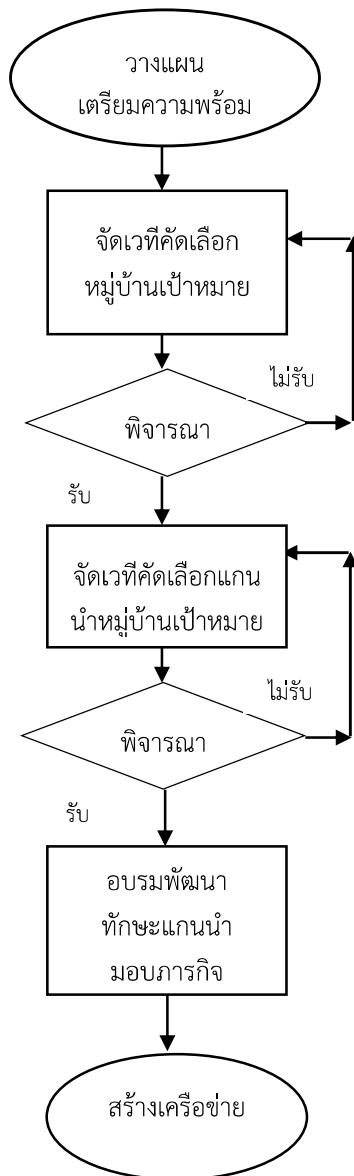 วางแผน
เตรียมความพร้อม
จัดเวทีคัดเลือก
หมู่บ้านเป้าหมาย
ไม่รับ
พิจารณา
รับ
จัดเวทีคัดเลือกแกน
นำหมู่บ้านเป้าหมาย
ไม่รับ
พิจารณา
รับ
อบรมพัฒนา
ทักษะแกนนำ
มอบภารกิจ
สร้างเครือข่าย